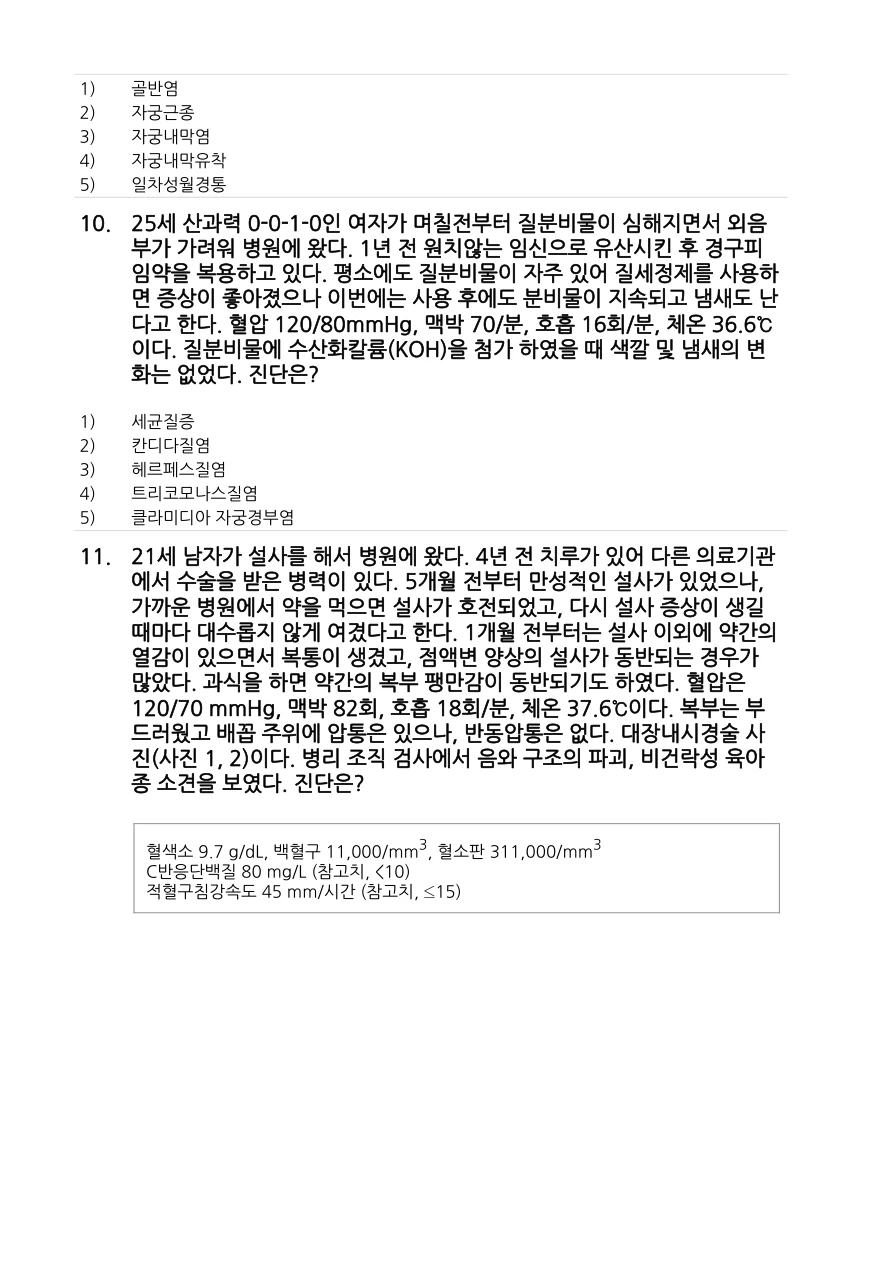 1) 골반염
2) 자궁근종
3) 자궁내막염
4) 자궁내막유착
5) 일차성월경통
10. 25세 산과력 0-0-1-0인 여자가 며칠전부터 질분비물이 심해지면서 외음
부가 가려워 병원에 왔다. 1년 전 원치않는 임신으로 유산시킨 후 경구피
임약을 복용하고 있다. 평소에도 질분비물이 자주 있어 질세정제를 사용하
면 증상이 좋아졌으나 이번에는 사용 후에도 분비물이 지속되고 냄새도 난
다고 한다. 혈압 120/80mmHg, 맥박 70/분, 호흡 16회/분, 체온 36.6℃
이다. 질분비물에 수산화칼륨(KOH)을 첨가 하였을 때 색깔 및 냄새의 변
화는 없었다. 진단은?
1) 세균질증
2) 칸디다질염
3) 헤르페스질염
4) 트리코모나스질염
5) 클라미디아 자궁경부염
11. 21세 남자가 설사를 해서 병원에 왔다. 4년 전 치루가 있어 다른 의료기관
에서 수술을 받은 병력이 있다. 5개월 전부터 만성적인 설사가 있었으나,
가까운 병원에서 약을 먹으면 설사가 호전되었고, 다시 설사 증상이 생길
때마다 대수롭지 않게 여겼다고 한다. 1개월 전부터는 설사 이외에 약간의
열감이 있으면서 복통이 생겼고, 점액변 양상의 설사가 동반되는 경우가
많았다. 과식을 하면 약간의 복부 팽만감이 동반되기도 하였다. 혈압은
120/70 mmHg, 맥박 82회, 호흡 18회/분, 체온 37.6℃이다. 복부는 부
드러웠고 배꼽 주위에 압통은 있으나, 반동압통은 없다. 대장내시경술 사
진(사진 1, 2)이다. 병리 조직 검사에서 음와 구조의 파괴, 비건락성 육아
종 소견을 보였다. 진단은?
혈색소 9.7 g/dL, 백혈구 11,000/mm³, 혈소판 311,000/mm³
C반응단백질 80 mg/L (참고치, <10)
적혈구침강속도 45 mm/시간 (참고치, ≤15)